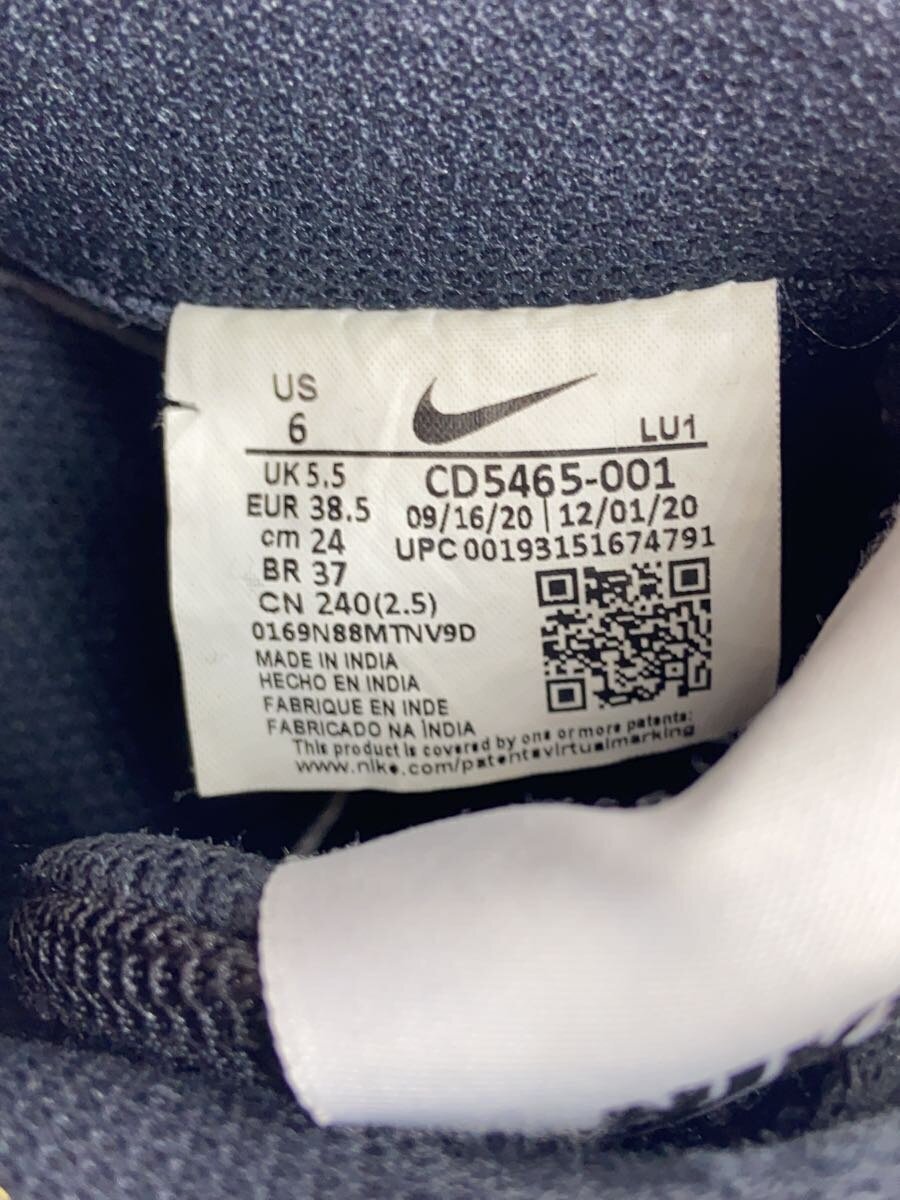 US
6
LU1
UK 5.5
CD5465-001
EUR 38.5
09/16/20 | 12/01/20
cm 24
UPC 00193151674791
BR 37
CN 240(2.5)
0169N88MTNV9D
MADE IN INDIA
HECHO EN INDIA
FABRIQUE EN INDE
FABRICADO NA ÍNDIA
This product is covered by one or more patents:
www.nike.com/patentsvirtualmarking